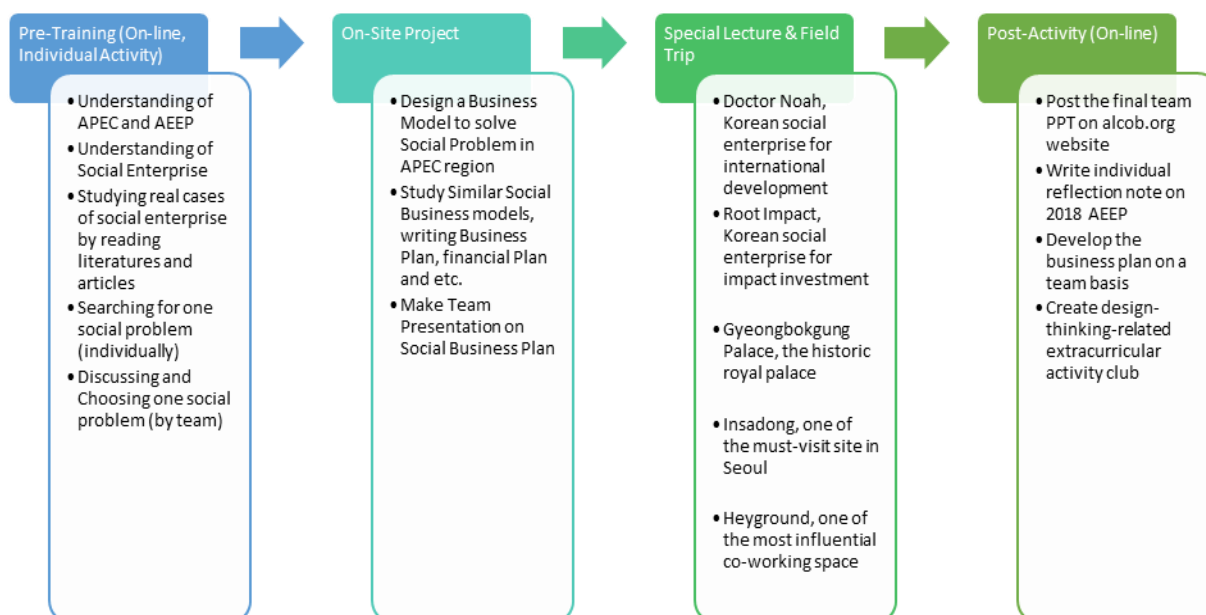 Pre-Training (On-line,
Individual Activity)
• Understanding of
APEC and AEEP
• Understanding of
Social Enterprise
• Studying real cases
of social enterprise
by reading
literatures and
articles
• Searching for one
social problem
(individually)
• Discussing and
Choosing one social
problem (by team)
On-Site Project
• Design a Business
Model to solve
Social Problem in
APEC region
• Study Similar Social
Business models,
writing Business
Plan, financial Plan
and etc.
• Make Team
Presentation on
Social Business Plan
Special Lecture & Field
Trip
• Doctor Noah,
Korean social
enterprise for
international
development
• Root Impact,
Korean social
enterprise for
impact investment
• Gyeongbokgung
Palace, the historic
royal palace
• Insadong, one of
the must-visit site in
Seoul
• Heyground, one of
the most influential
co-working space
Post-Activity (On-line)
• Post the final team
PPT on alcob.org
website
• Write individual
reflection note on
2018 AEEP
• Develop the
business plan on a
team basis
• Create design-
thinking-related
extracurricular
activity club